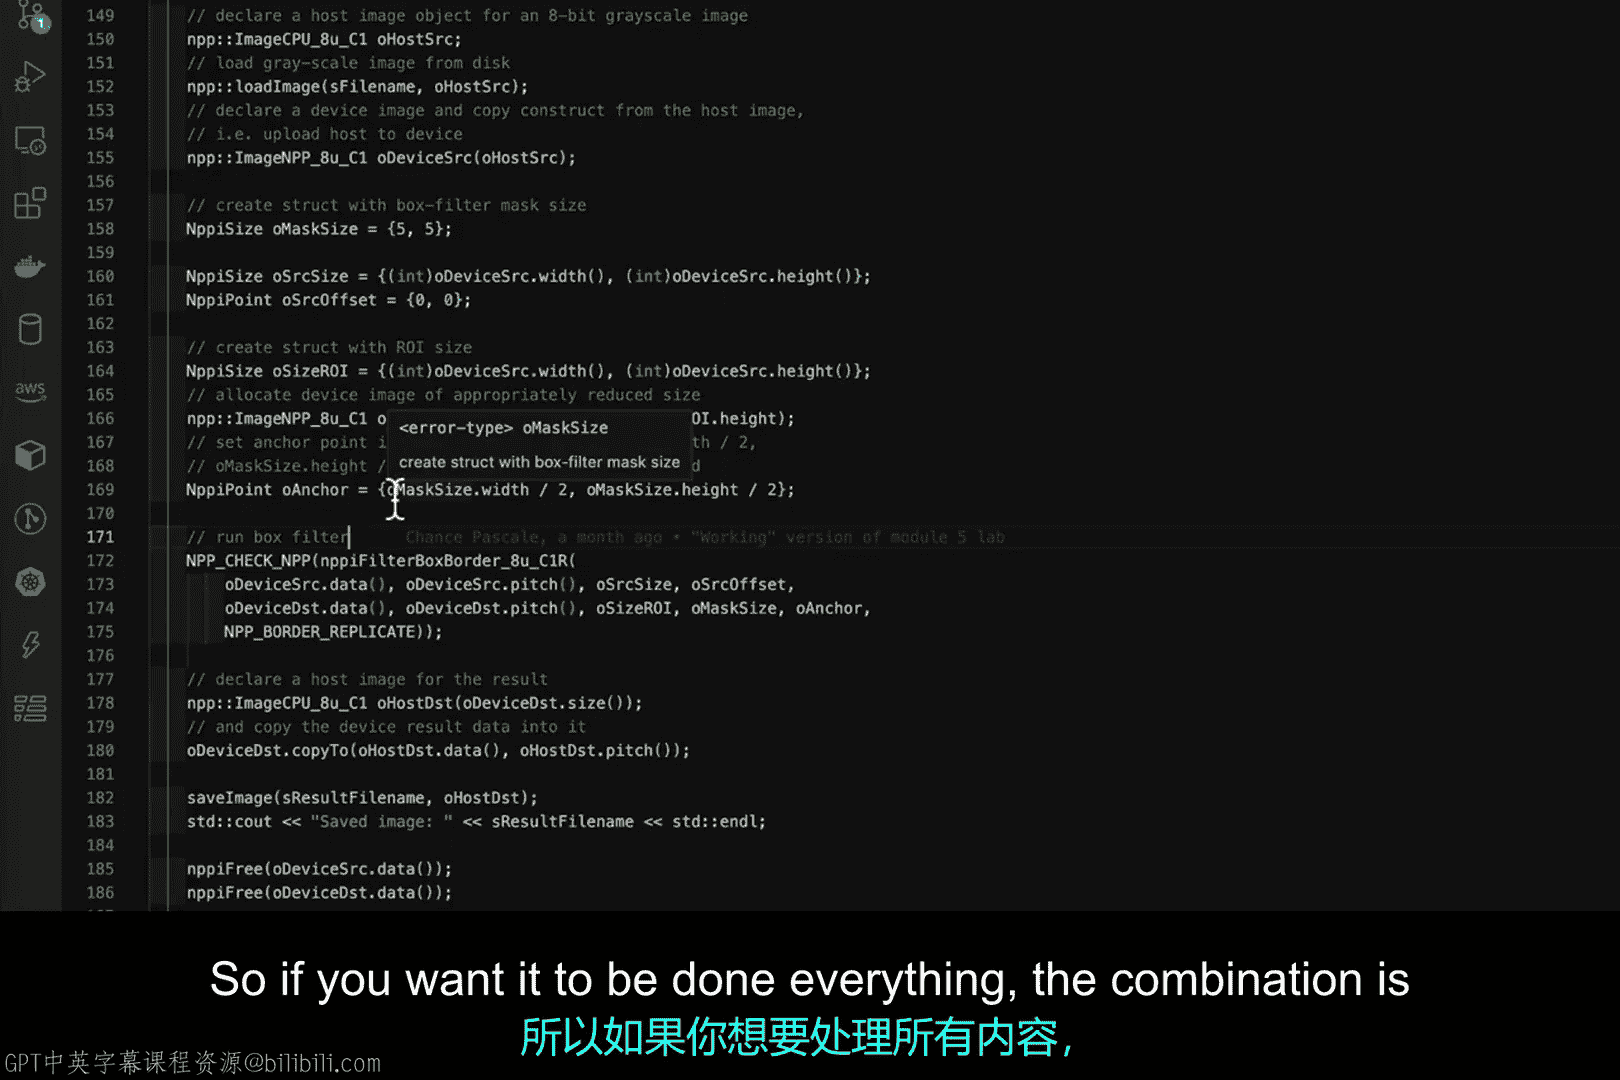 149 // declare a host image object for an 8-bit grayscale image
150 npp::ImageCPU_8u_C1 oHostSrc;
151 // load gray-scale image from disk
152 npp::loadImage(sFilename, oHostSrc);
153 // declare a device image and copy construct from the host image,
154 // i.e. upload host to device
155 npp::ImageNPP_8u_C1 oDeviceSrc(oHostSrc);
156
157 // create struct with box-filter mask size
158 NppiSize oMaskSize = {5, 5};
159
160 NppiSize oSrcSize = {(int)oDeviceSrc.width(), (int)oDeviceSrc.height()};
161 NppiPoint oSrcOffset = {0, 0};
162
163 // create struct with ROI size
164 NppiSize oSizeROI = {(int)oDeviceSrc.width(), (int)oDeviceSrc.height()};
165 // allocate device image of appropriately reduced size
166 npp::ImageNPP_8u_C1 o OI.height);
<error-type> oMaskSize
167 // set anchor point i th / 2,
create struct with box-filter mask size
168 // oMaskSize.height / d
169 NppiPoint oAnchor = {oMaskSize.width / 2, oMaskSize.height / 2};
170
171 // run box filter Chance Pascale, a month ago • "Working" version of module 5 lab
172 NPP_CHECK_NPP(nppiFilterBoxBorder_8u_C1R(
173 oDeviceSrc.data(), oDeviceSrc.pitch(), oSrcSize, oSrcOffset,
174 oDeviceDst.data(), oDeviceDst.pitch(), oSizeROI, oMaskSize, oAnchor,
175 NPP_BORDER_REPLICATE));
176
177 // declare a host image for the result
178 npp::ImageCPU_8u_C1 oHostDst(oDeviceDst.size());
179 // and copy the device result data into it
180 oDeviceDst.copyTo(oHostDst.data(), oHostDst.pitch());
181
182 saveImage(sResultFilename, oHostDst);
183 std::cout << "Saved image: " << sResultFilename << std::endl;
184
185 nppiFree(oDeviceSrc.data());
186 nppiFree(oDeviceDst.data());
1
aws
So if you want it to be done everything, the combination is
所以如果你想要处理所有内容，
GPT中英字幕课程资源@bilibili.com